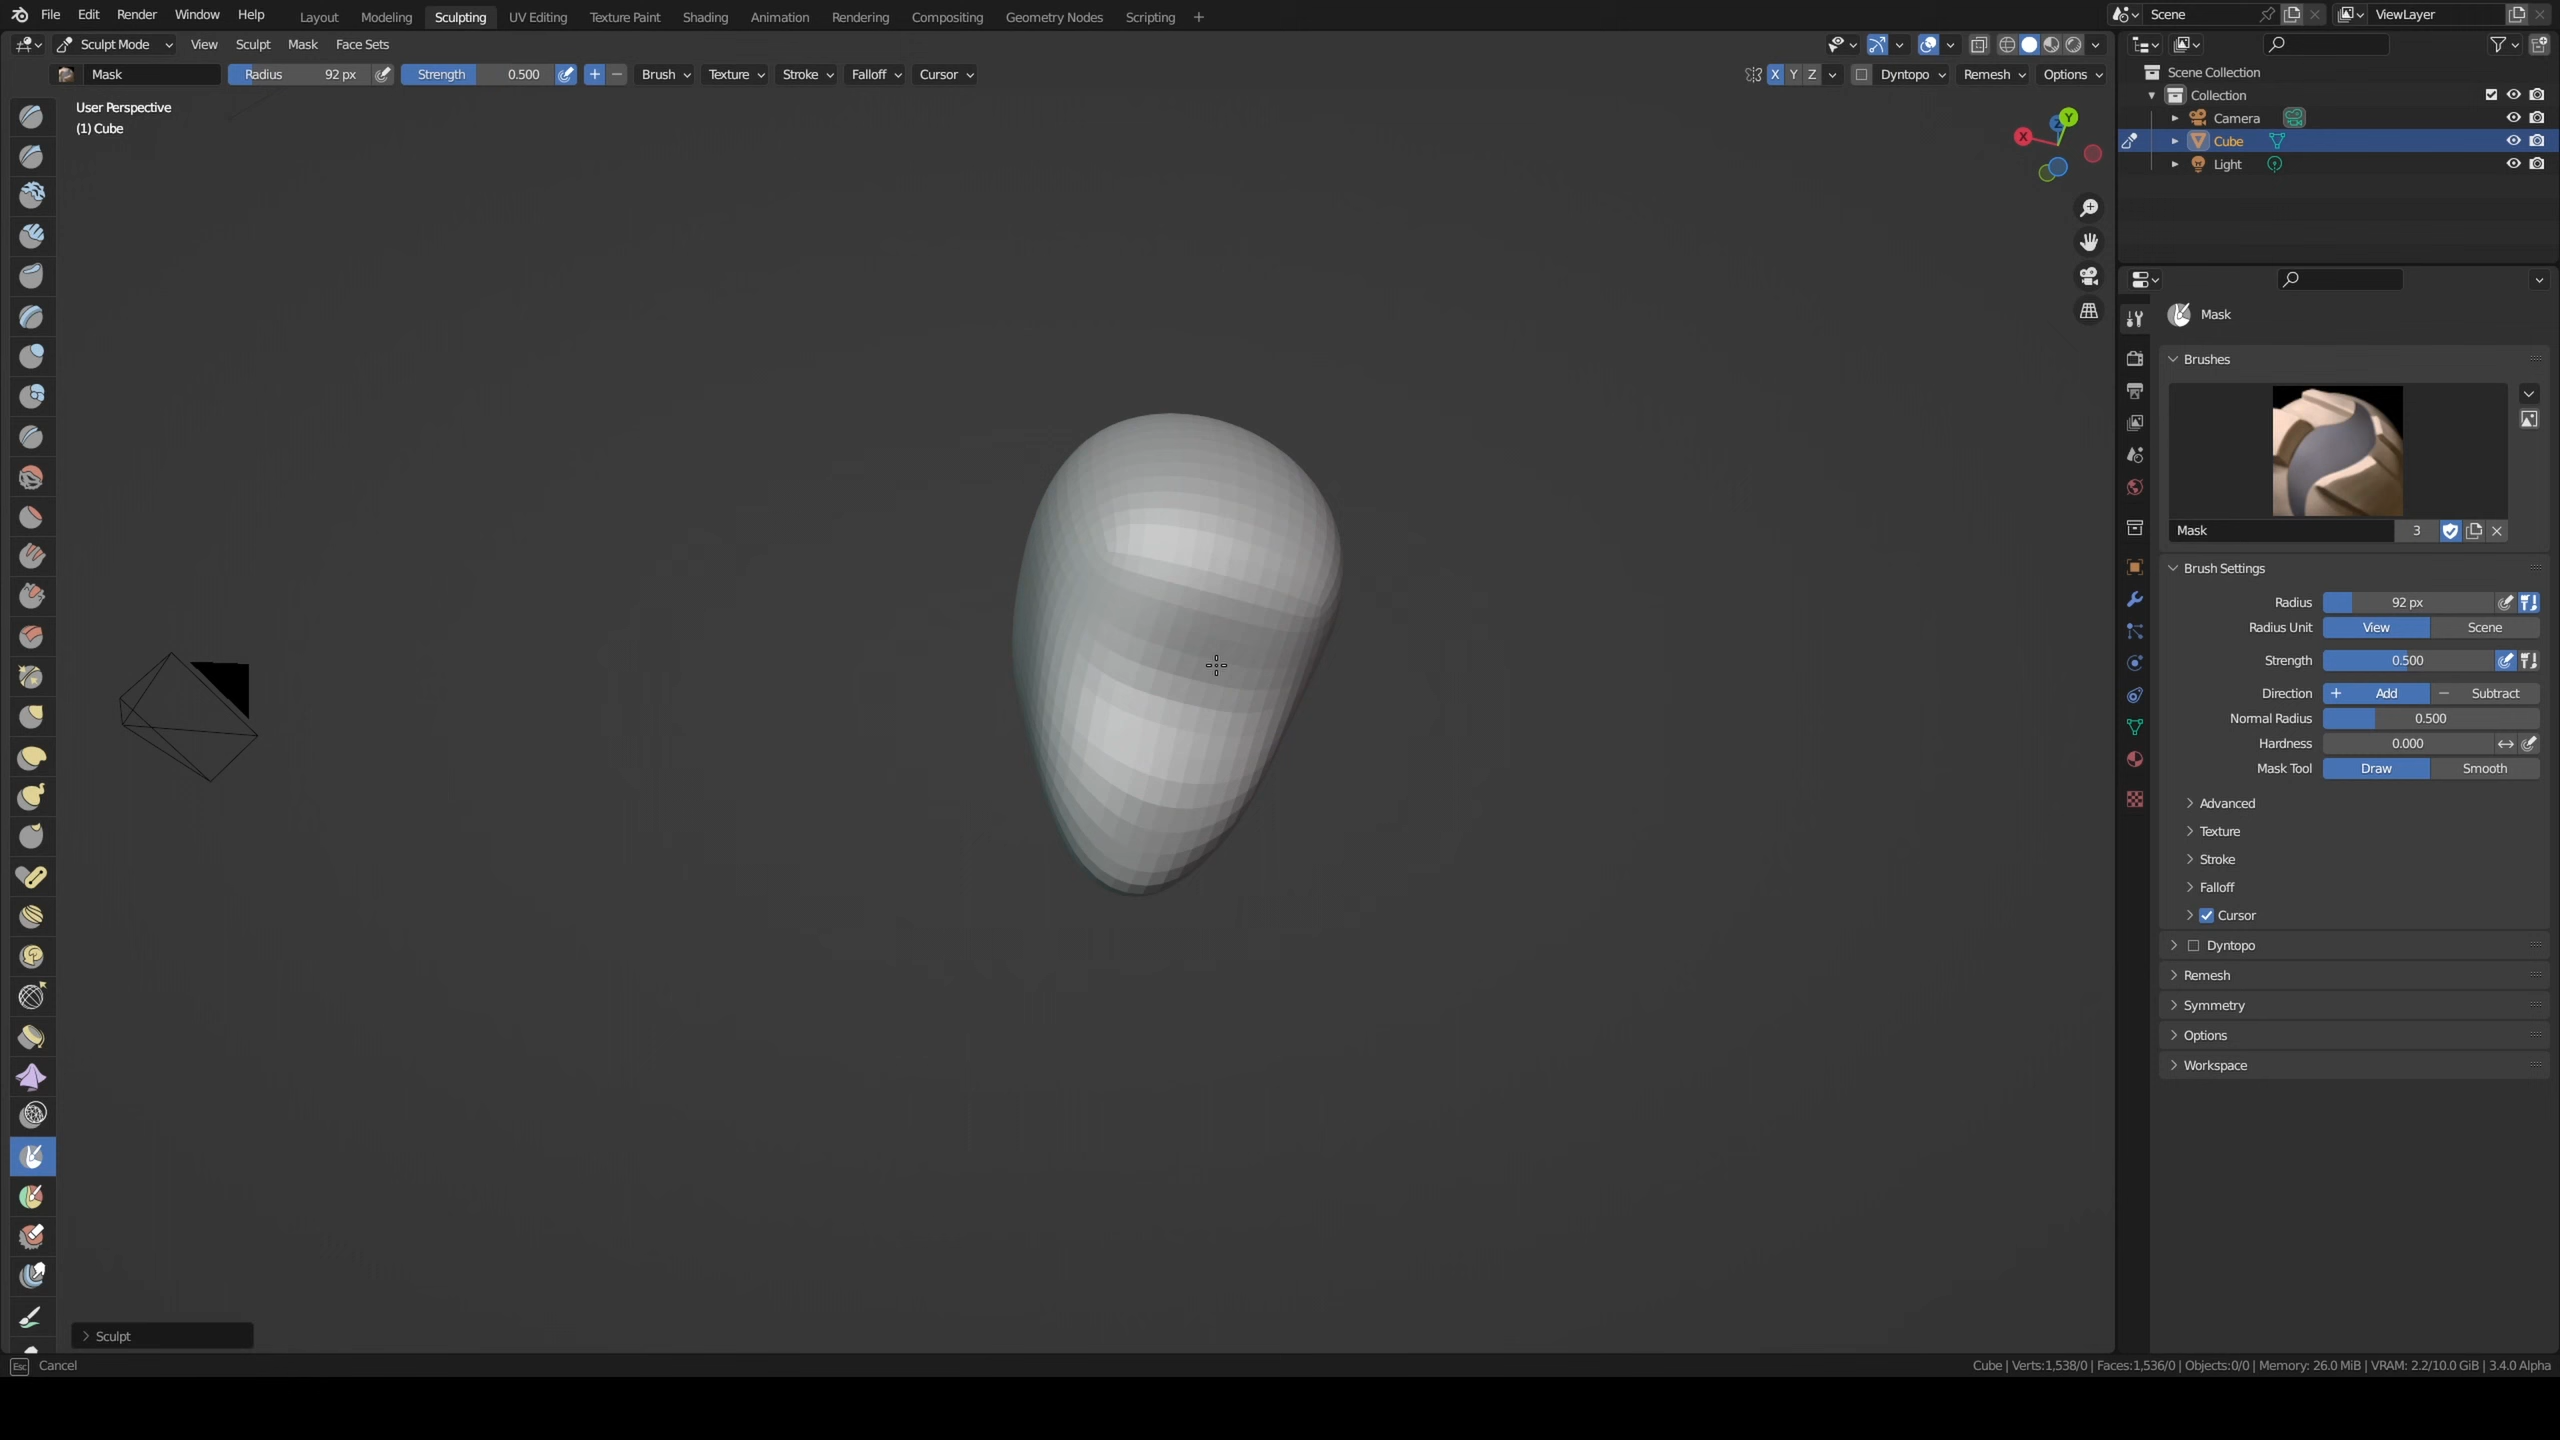 File Edit Render Window Help Layout Modeling Sculpting UV Editing Texture Paint Shading Animation Rendering Compositing Geometry Nodes Scripting + Scene ViewLayer
Sculpt Mode View Sculpt Mask Face Sets
Mask Radius 92 px Strength 0.500 + − Brush Texture Stroke Falloff Cursor X Y Z Dyntopo Remesh Options
User Perspective
(1) Cube
X
Y
Z
Scene Collection
Collection
Camera
Cube
Light
Mask
Brushes
Mask 3
Brush Settings
Radius 92 px
Radius Unit View Scene
Strength 0.500
Direction + Add − Subtract
Normal Radius 0.500
Hardness 0.000
Mask Tool Draw Smooth
Advanced
Texture
Stroke
Falloff
Cursor
Dyntopo
Remesh
Symmetry
Options
Workspace
Sculpt
Esc Cancel
Cube | Verts:1,538/0 | Faces:1,536/0 | Objects:0/0 | Memory: 26.0 MiB | VRAM: 2.2/10.0 GiB | 3.4.0 Alpha